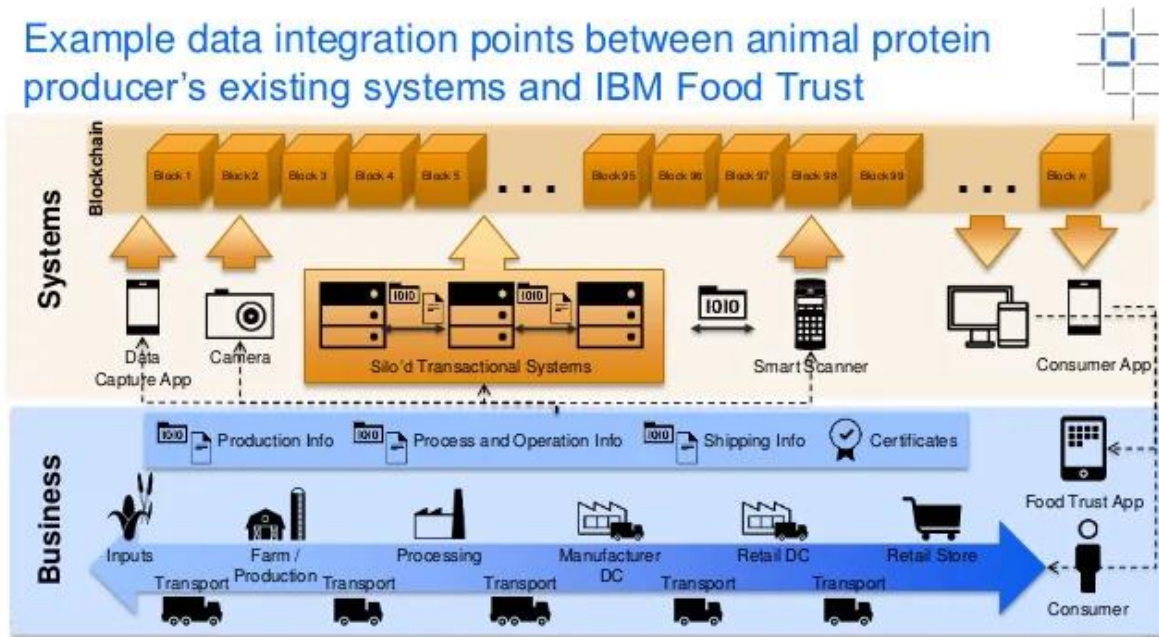 Example data integration points between animal protein
producer's existing systems and IBM Food Trust
Systems
Blockchain
Block 1
Block 2
Block 3
Block 4
Block 5
...
Block 95
Block 96
Block 97
Block 98
Block 99
...
Block n
IOIO
IOIO
IOIO
Data
Capture App
Camera
Silo'd Transactional Systems
Smart Scanner
Consumer App
Business
IOIO
Production Info
IOIO
Process and Operation Info
IOIO
Shipping Info
Certificates
Food Trust App
Inputs
Farm /
Production
Processing
Manufacturer
DC
Retail DC
Retail Store
Transport
Transport
Transport
Transport
Transport
Consumer